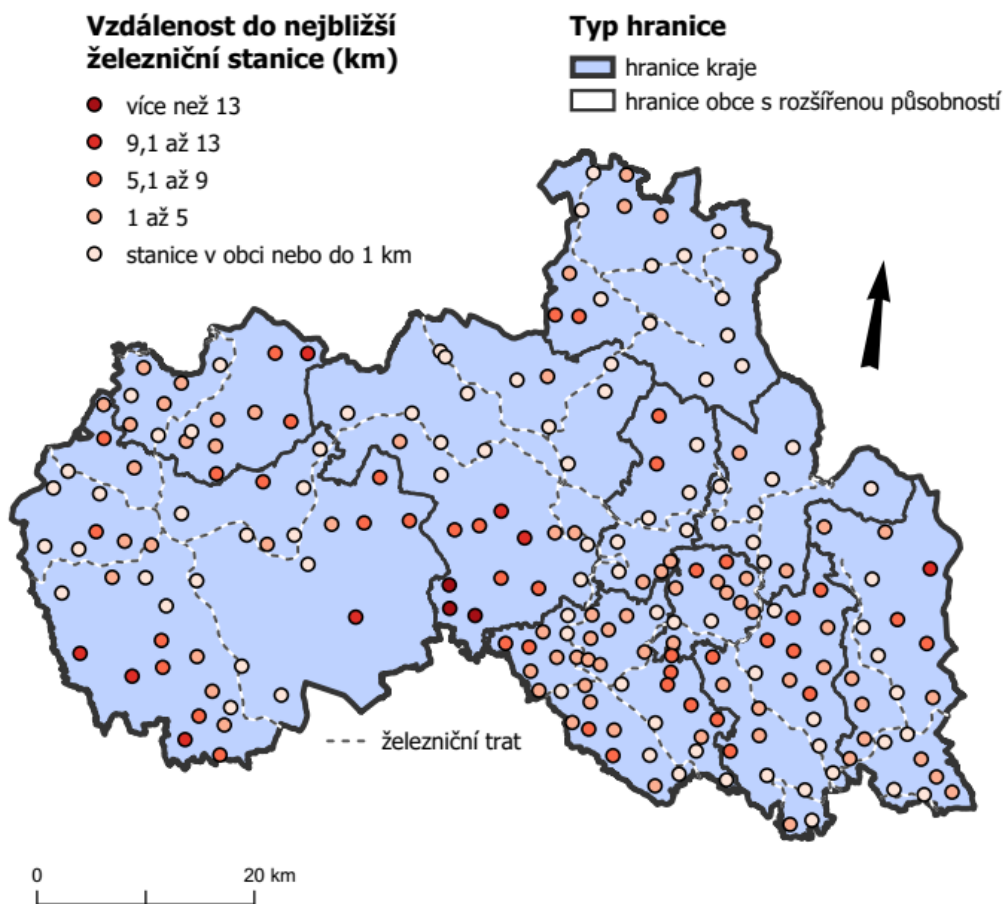 Vzdálenost do nejbližší
železniční stanice (km)
více než 13
9,1 až 13
5,1 až 9
1 až 5
stanice v obci nebo do 1 km
Typ hranice
hranice kraje
hranice obce s rozšířenou působností
železniční trat
0
20 km